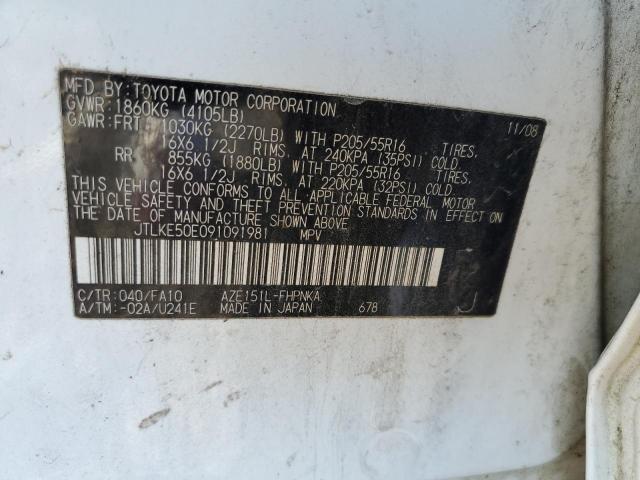 MFD. BY: TOYOTA MOTOR CORPORATION 11/08
GVWR: 1860KG (4105LB)
GAWR: FRT 1030KG (2270LB) WITH P205/55R16 TIRES,
16X6 1/2J RIMS, AT 240KPA (35PSI) COLD
RR 855KG (1880LB) WITH P205/55R16 TIRES,
16X6 1/2J RIMS, AT 220KPA (32PSI) COLD
THIS VEHICLE CONFORMS TO ALL APPLICABLE FEDERAL MOTOR
VEHICLE SAFETY AND THEFT PREVENTION STANDARDS IN EFFECT ON
THE DATE OF MANUFACTURE SHOWN ABOVE.
JTLKE50E091091981 MPV
C/TR: 040/FA10 AZE151L-FHPNKA
A/TM: -02A/U241E MADE IN JAPAN 678 J